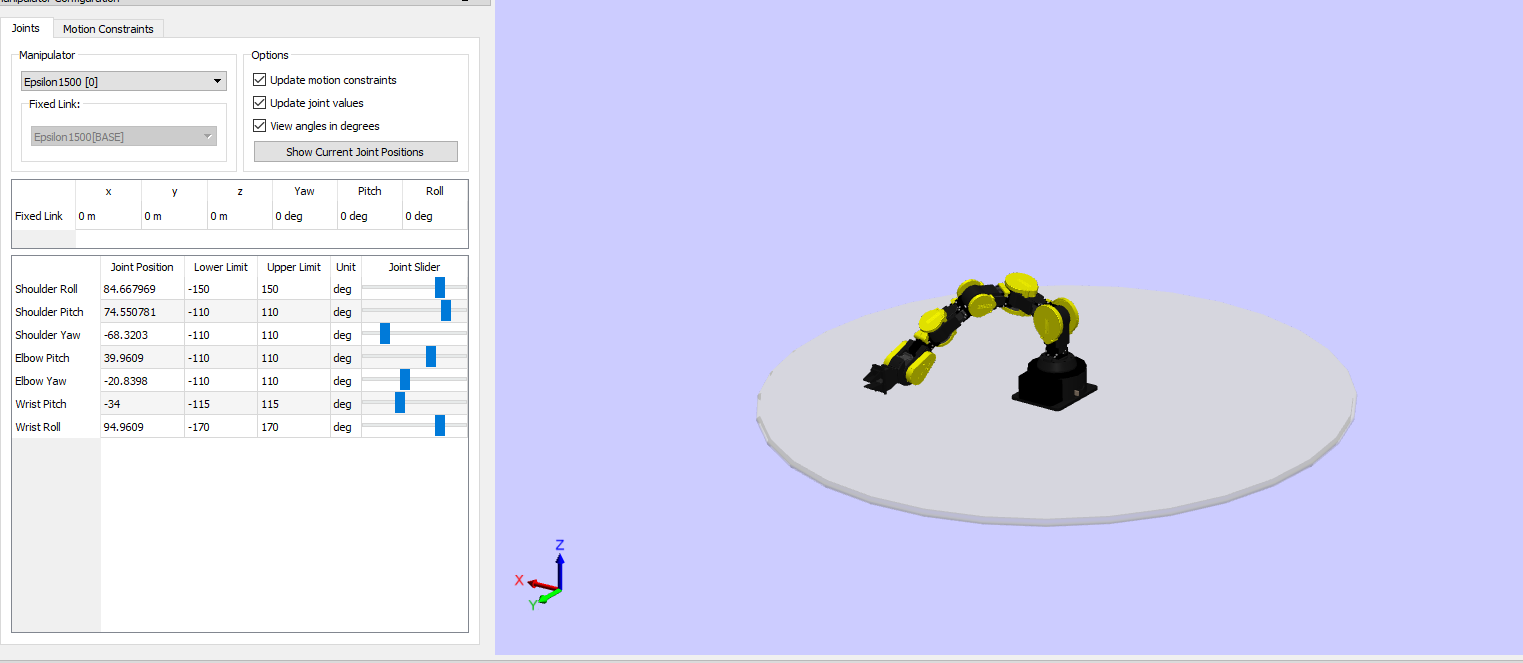 Manipulator Configuration
Joints Motion Constraints
Manipulator
Epsilon1500 [0]
Fixed Link:
Epsilon1500[BASE]
Options
Update motion constraints
Update joint values
View angles in degrees
Show Current Joint Positions
x y z Yaw Pitch Roll
Fixed Link 0 m 0 m 0 m 0 deg 0 deg 0 deg
Joint Position Lower Limit Upper Limit Unit Joint Slider
Shoulder Roll 84.667969 -150 150 deg
Shoulder Pitch 74.550781 -110 110 deg
Shoulder Yaw -68.3203 -110 110 deg
Elbow Pitch 39.9609 -110 110 deg
Elbow Yaw -20.8398 -110 110 deg
Wrist Pitch -34 -115 115 deg
Wrist Roll 94.9609 -170 170 deg
Z
X
Y